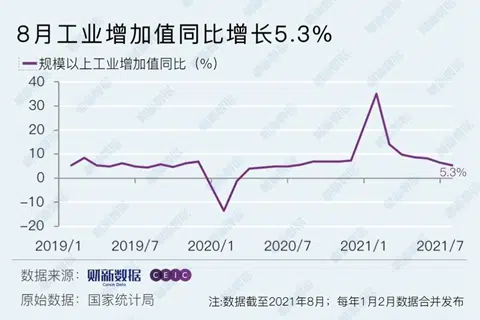 8月工业增加值同比增长5.3%
规模以上工业增加值同比（%）
40
30
20
10
0
−10
−20
5.3%
2019/1 2019/7 2020/1 2020/7 2021/1 2021/7
数据来源： 财新数据 Caixin Data CEIC
原始数据：国家统计局
注:数据截至2021年8月；每年1月2月数据合并发布